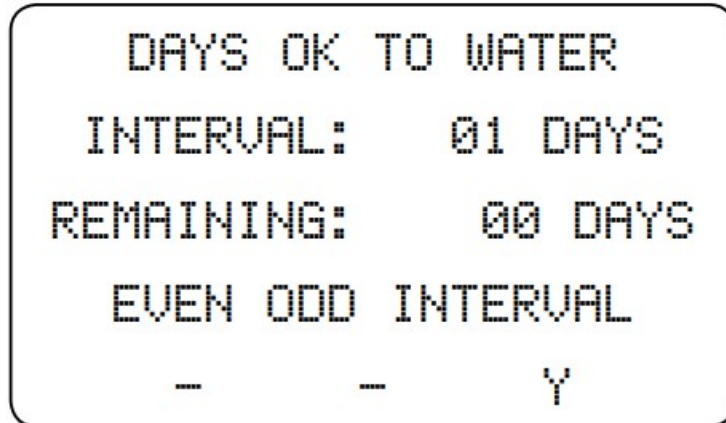 DAYS OK TO WATER
INTERVAL: 01 DAYS
REMAINING: 00 DAYS
EVEN ODD INTERVAL
- - Y